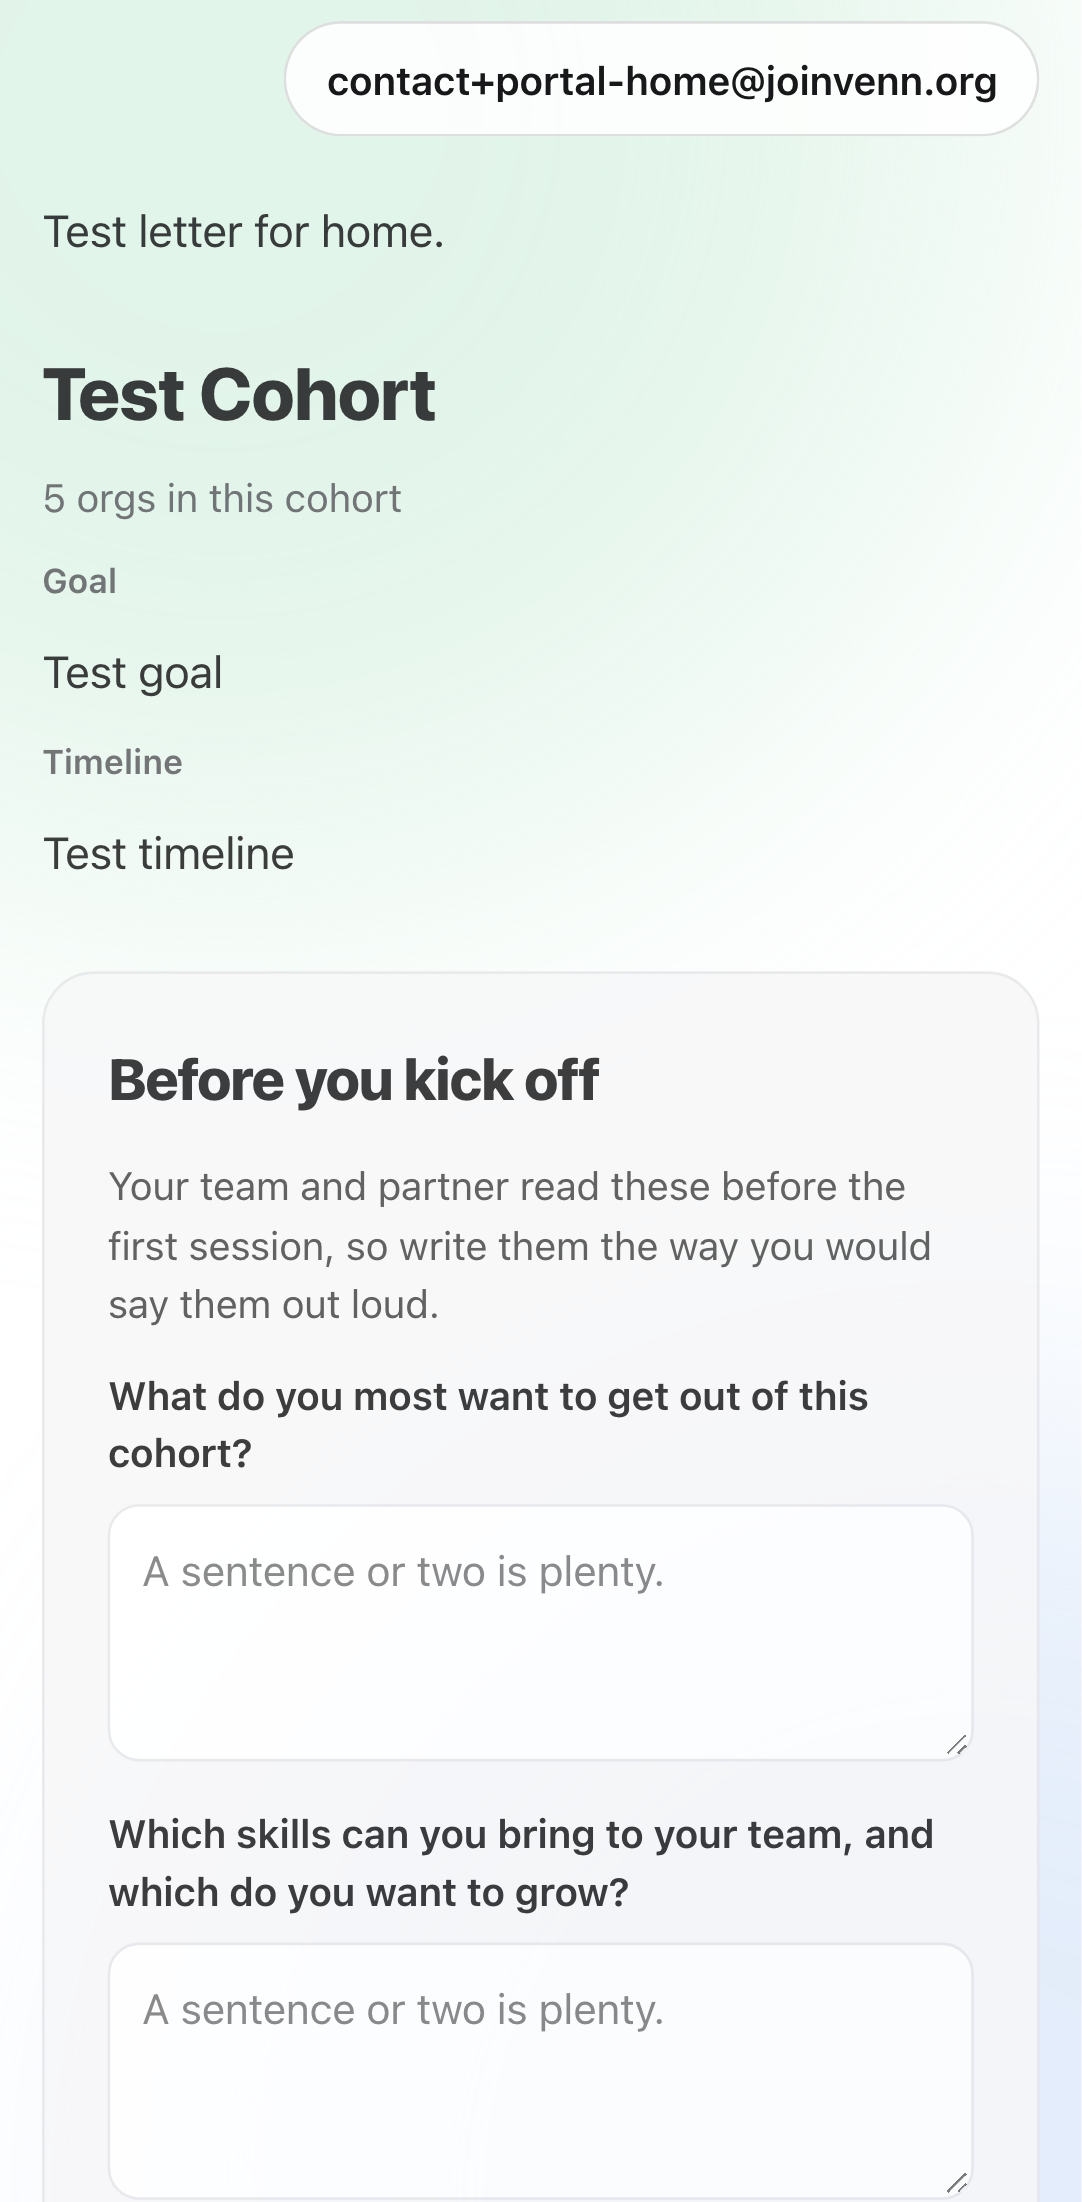 contact+portal-home@joinvenn.org
Test letter for home.
Test Cohort
5 orgs in this cohort
Goal
Test goal
Timeline
Test timeline
Before you kick off
Your team and partner read these before the
first session, so write them the way you would
say them out loud.
What do you most want to get out of this
cohort?
A sentence or two is plenty.
Which skills can you bring to your team, and
which do you want to grow?
A sentence or two is plenty.